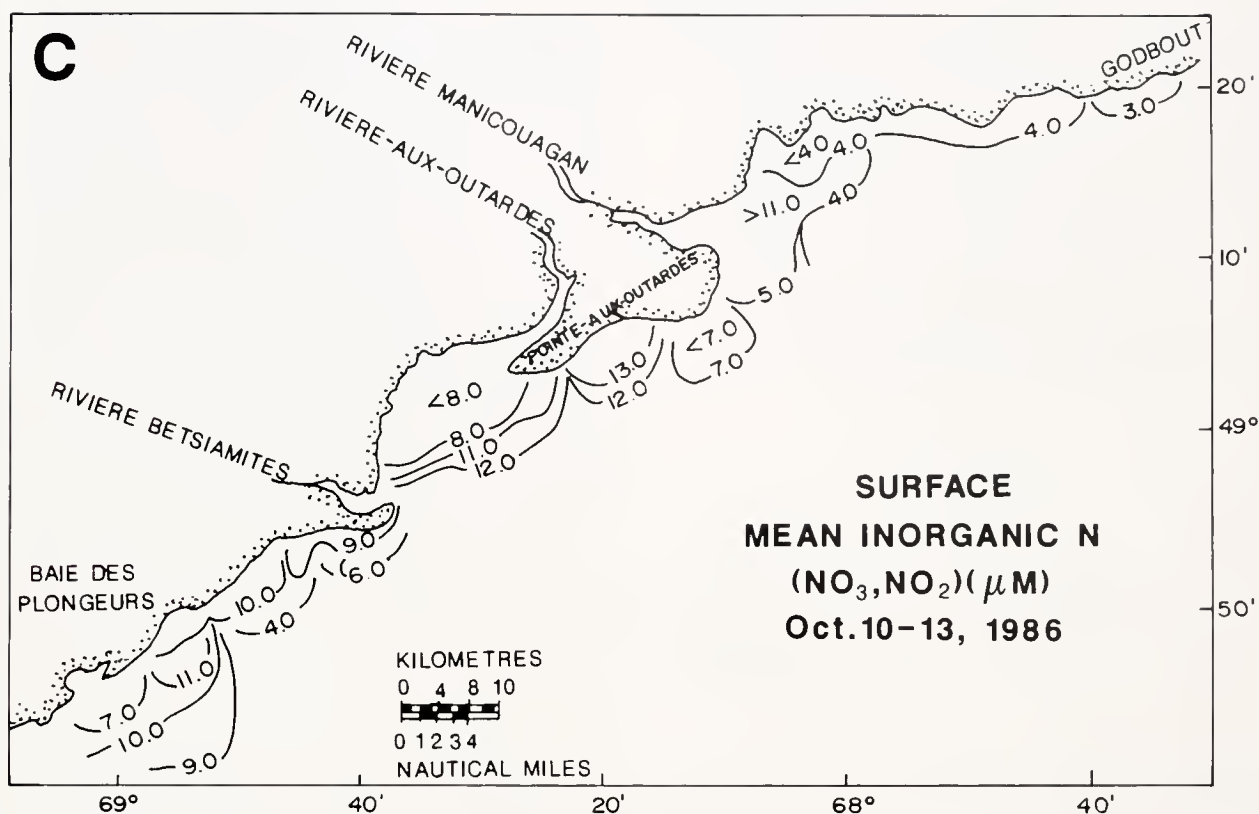 C
RIVIERE MANICOUAGAN
RIVIERE-AUX-OUTARDES
GODBOUT
20'
3.0
4.0
<4.0
4.0
4.0
>11.0
10'
POINTE-AUX-OUTARDES
5.0
<7.0
7.0
13.0
12.0
<8.0
8.0
11.0
12.0
49°
RIVIERE BETSIAMITES
SURFACE
MEAN INORGANIC N
(NO₃,NO₂)(μM)
Oct.10-13, 1986
9.0
6.0
BAIE DES
PLONGEURS
10.0
4.0
50'
11.0
7.0
10.0
9.0
KILOMETRES
0 4 8 10
0 1 2 3 4
NAUTICAL MILES
69° 40' 20' 68° 40'